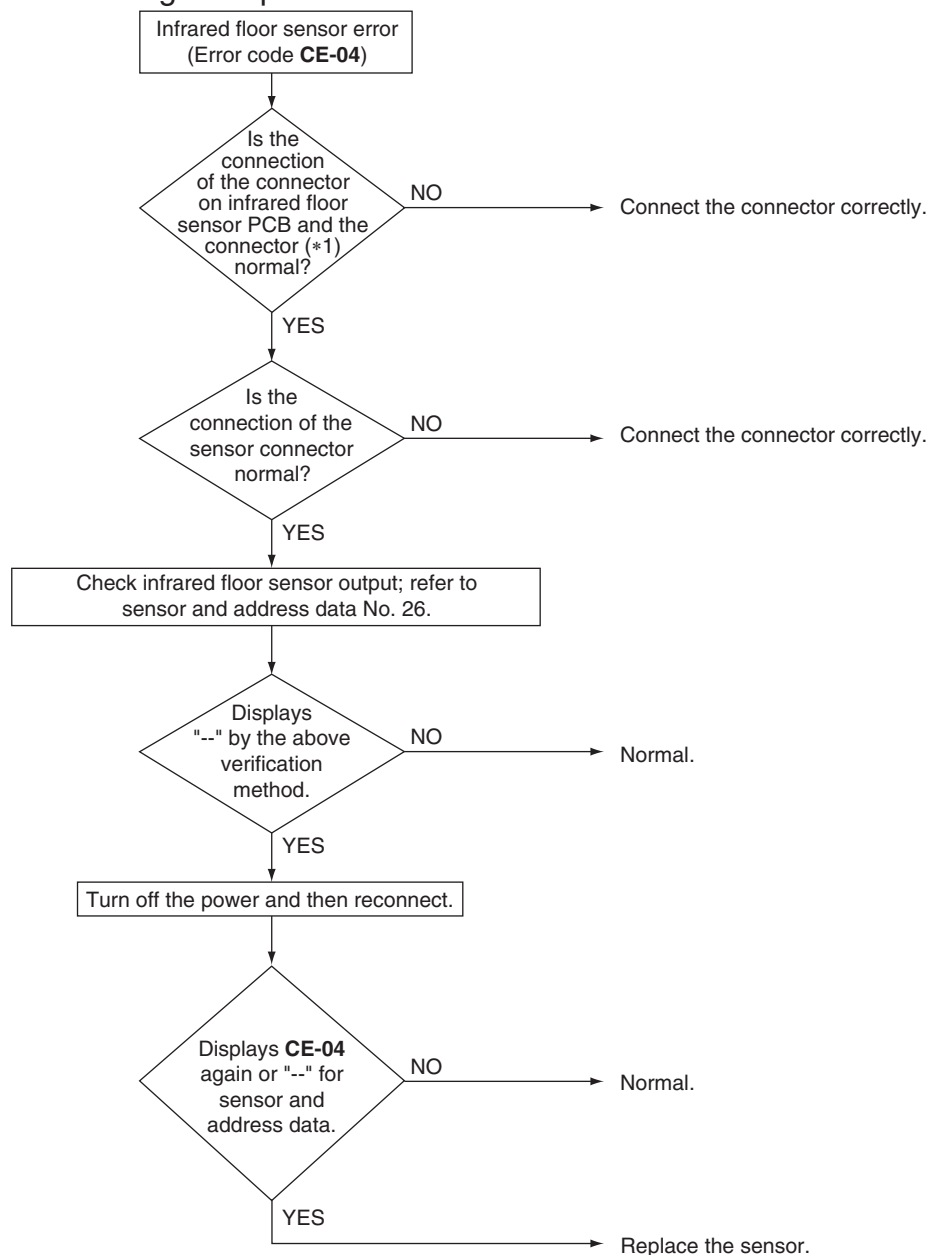 Infrared floor sensor error
(Error code CE-04)
Is the
connection
of the connector
on infrared floor
sensor PCB and the
connector (*1)
normal?
NO
Connect the connector correctly.
YES
Is the
connection of the
sensor connector
normal?
NO
Connect the connector correctly.
YES
Check infrared floor sensor output; refer to
sensor and address data No. 26.
Displays
"--" by the above
verification
method.
NO
Normal.
YES
Turn off the power and then reconnect.
Displays CE-04
again or "--" for
sensor and
address data.
NO
Normal.
YES
Replace the sensor.